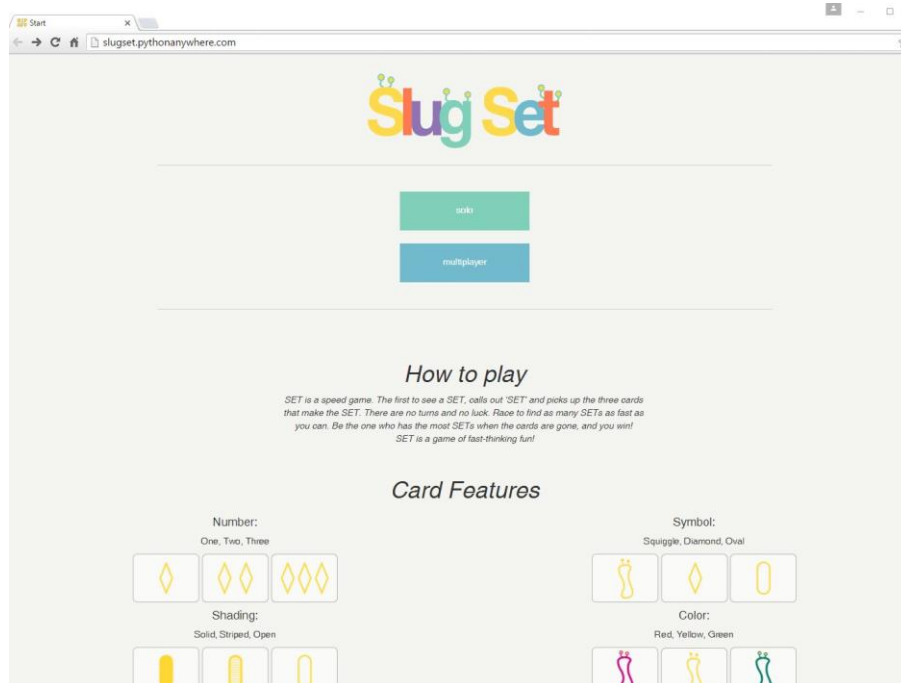 Start
slugset.pythonanywhere.com
Slug Set
solo
multiplayer
How to play
SET is a speed game. The first to see a SET, calls out 'SET' and picks up the three cards
that make the SET. There are no turns and no luck. Race to find as many SETs as fast as
you can. Be the one who has the most SETs when the cards are gone, and you win!
SET is a game of fast-thinking fun!
Card Features
Number:
One, Two, Three
Symbol:
Squiggle, Diamond, Oval
Shading:
Solid, Striped, Open
Color:
Red, Yellow, Green